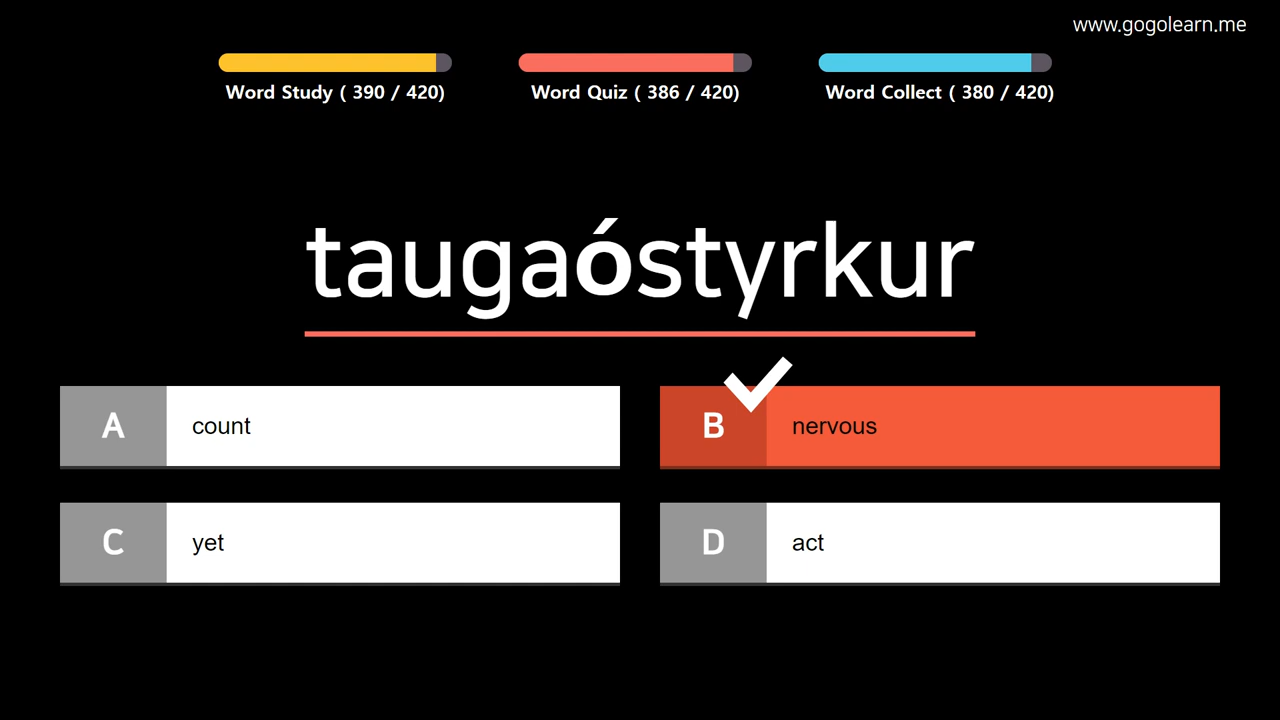 www.gogolearn.me
Word Study ( 390 / 420)
Word Quiz ( 386 / 420)
Word Collect ( 380 / 420)
taugaóstyrkur
A count
B nervous
C yet
D act